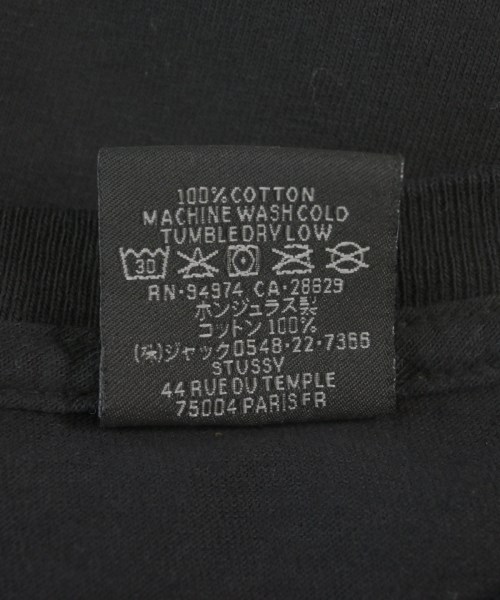 100% COTTON
MACHINE WASH COLD
TUMBLE DRY LOW
30
RN·94974 CA·28629
ホンジュラス製
コットン 100%
(株)ジャック0548·22·7366
STUSSY
44 RUE DU TEMPLE
75004 PARIS FR